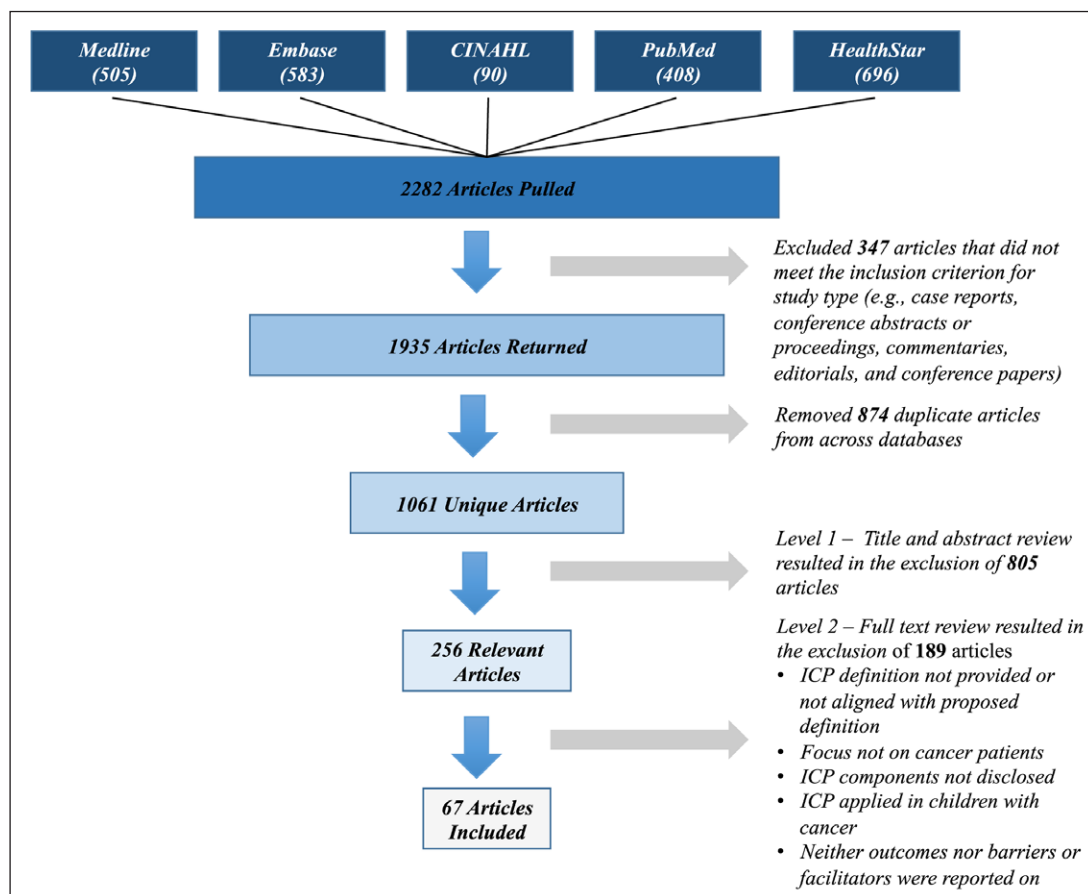 Medline
(505)
Embase
(583)
CINAHL
(90)
PubMed
(408)
HealthStar
(696)
2282 Articles Pulled
Excluded 347 articles that did not
meet the inclusion criterion for
study type (e.g., case reports,
conference abstracts or
proceedings, commentaries,
editorials, and conference papers)
1935 Articles Returned
Removed 874 duplicate articles
from across databases
1061 Unique Articles
Level 1 – Title and abstract review
resulted in the exclusion of 805
articles
256 Relevant
Articles
Level 2 – Full text review resulted in
the exclusion of 189 articles
• ICP definition not provided or
not aligned with proposed
definition
• Focus not on cancer patients
• ICP components not disclosed
• ICP applied in children with
cancer
• Neither outcomes nor barriers or
facilitators were reported on
67 Articles
Included